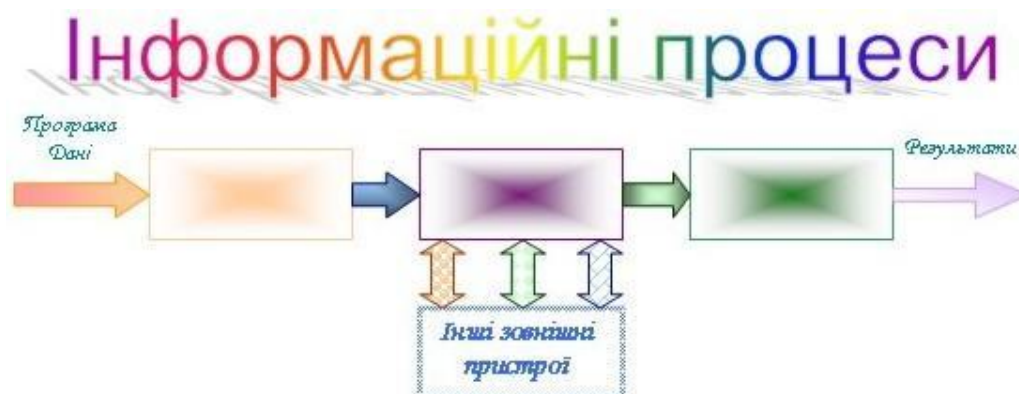 Інформаційні процеси
Програма
Дані
Результати
Інші зовнішні
пристрої